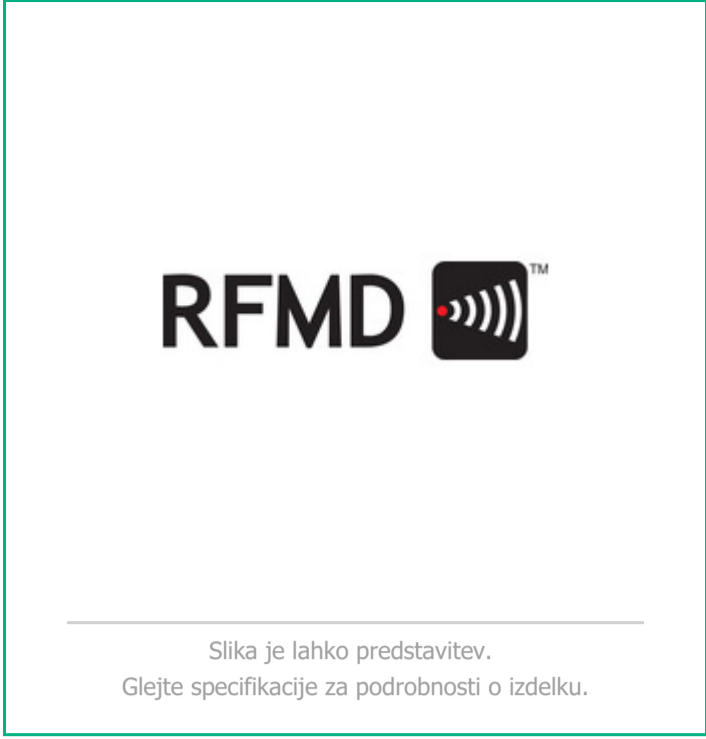 RFMD TM
Slika je lahko predstavitev.
Glejte specifikacije za podrobnosti o izdelku.